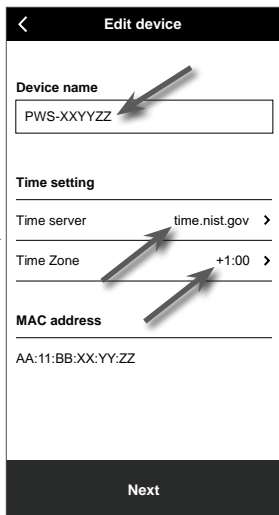 Edit device
Device name
PWS-XXYYZZ
Time setting
Time server time.nist.gov
Time Zone +1:00
MAC address
AA:11:BB:XX:YY:ZZ
Next